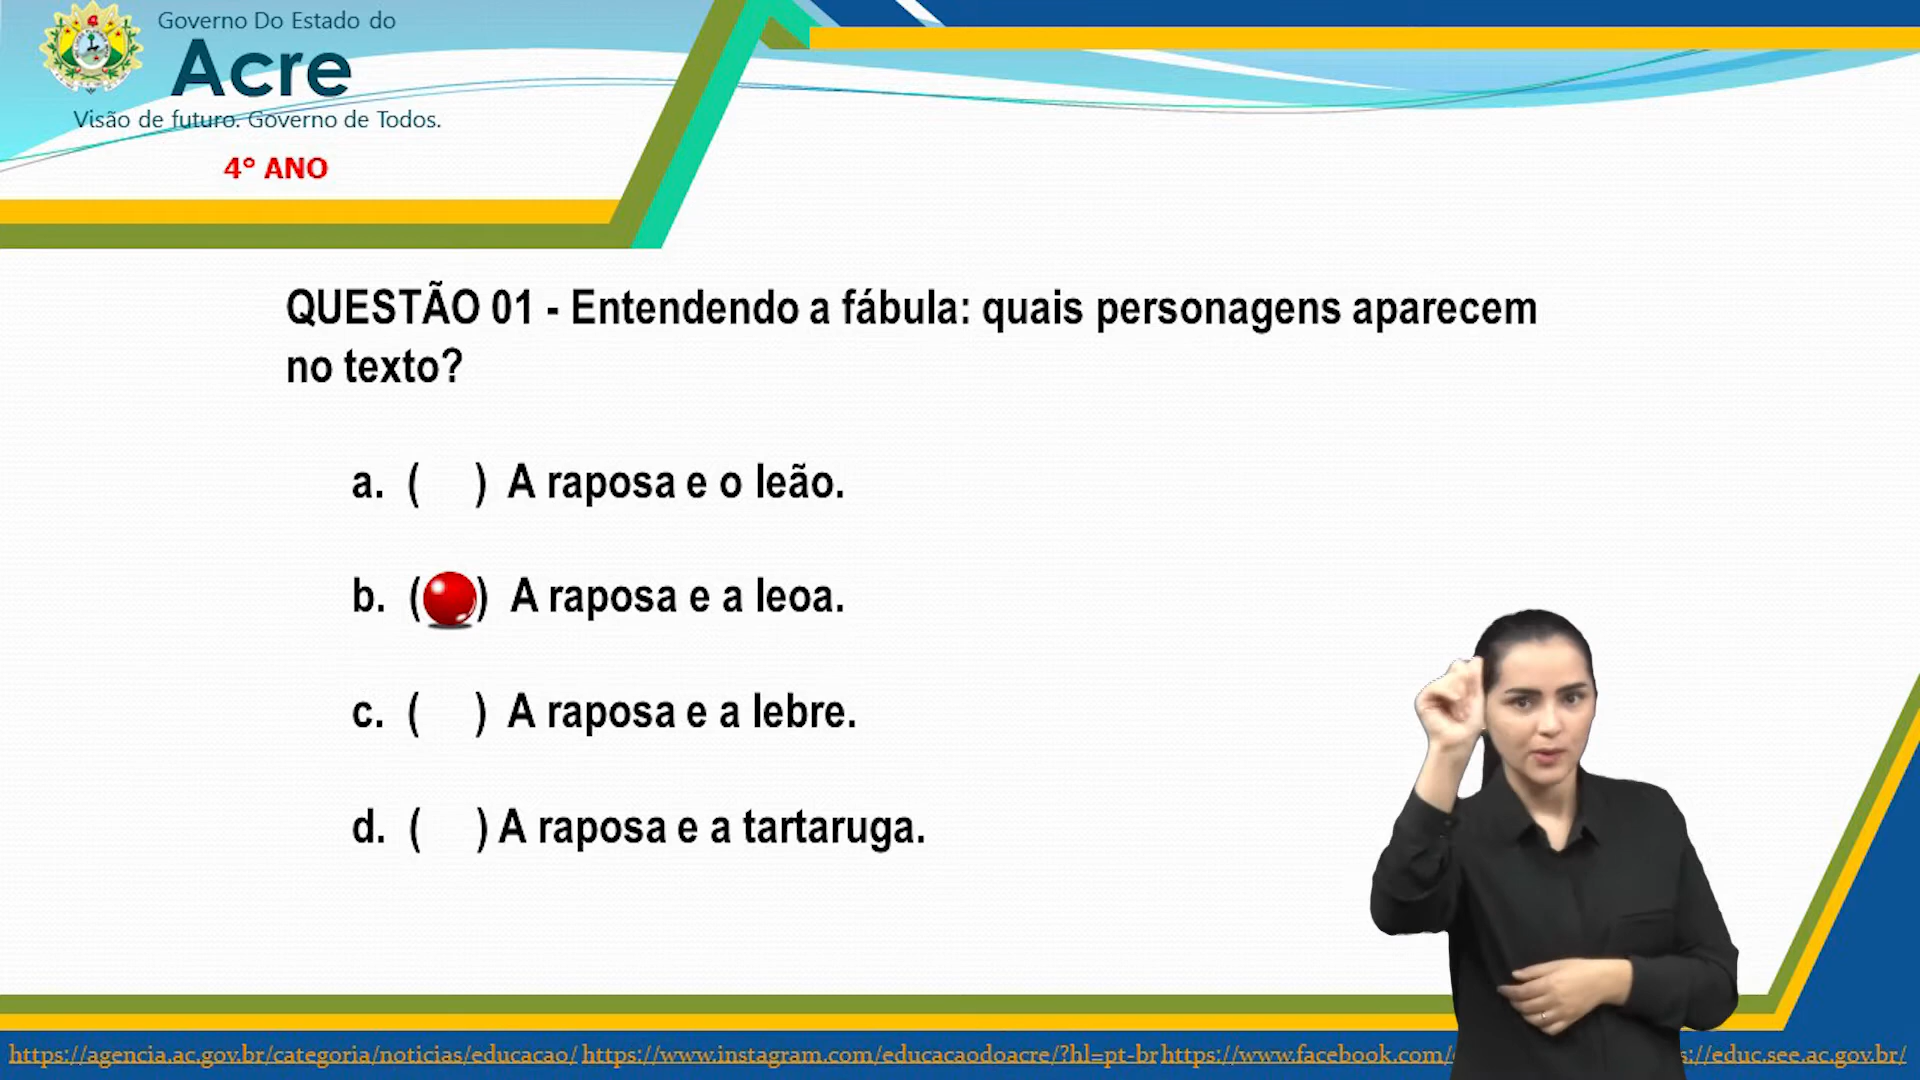 Governo Do Estado do
Acre
Visão de futuro. Governo de Todos.
4º ANO
QUESTÃO 01 - Entendendo a fábula: quais personagens aparecem
no texto?
a. ( ) A raposa e o leão.
b. ( ) A raposa e a leoa.
c. ( ) A raposa e a lebre.
d. ( ) A raposa e a tartaruga.
https://agencia.ac.gov.br/categoria/noticias/educacao/ https://www.instagram.com/educacaodoacre/?hl=pt-br https://www.facebook.com/ s://educ.see.ac.gov.br/